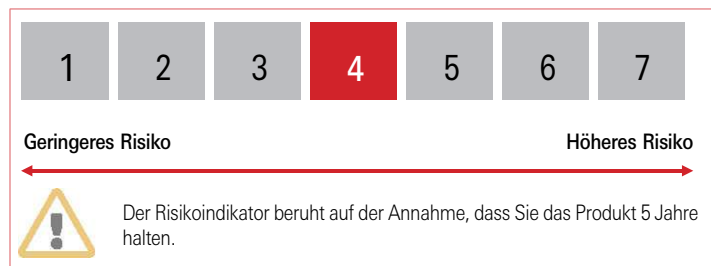 1 2 3 4 5 6 7
Geringeres Risiko Höheres Risiko
Der Risikoindikator beruht auf der Annahme, dass Sie das Produkt 5 Jahre
halten.